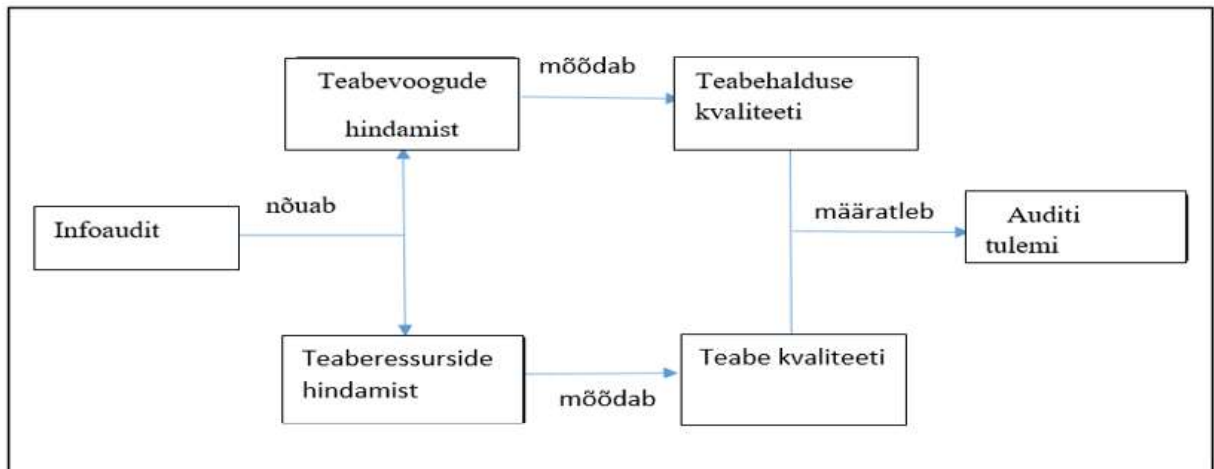 Infoaudit
nõuab
Teabevoogude
hindamist
mõõdab
Teabehalduse
kvaliteeti
Teaberessurside
hindamist
mõõdab
Teabe kvaliteeti
määratleb
Auditi
tulemi